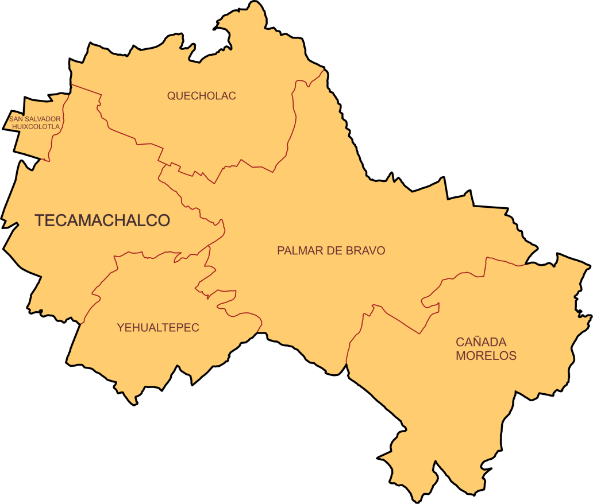 QUECHOLAC
SAN SALVADOR
HUIXCOLOTLA
TECAMACHALCO
PALMAR DE BRAVO
YEHUALTEPEC
CAÑADA
MORELOS